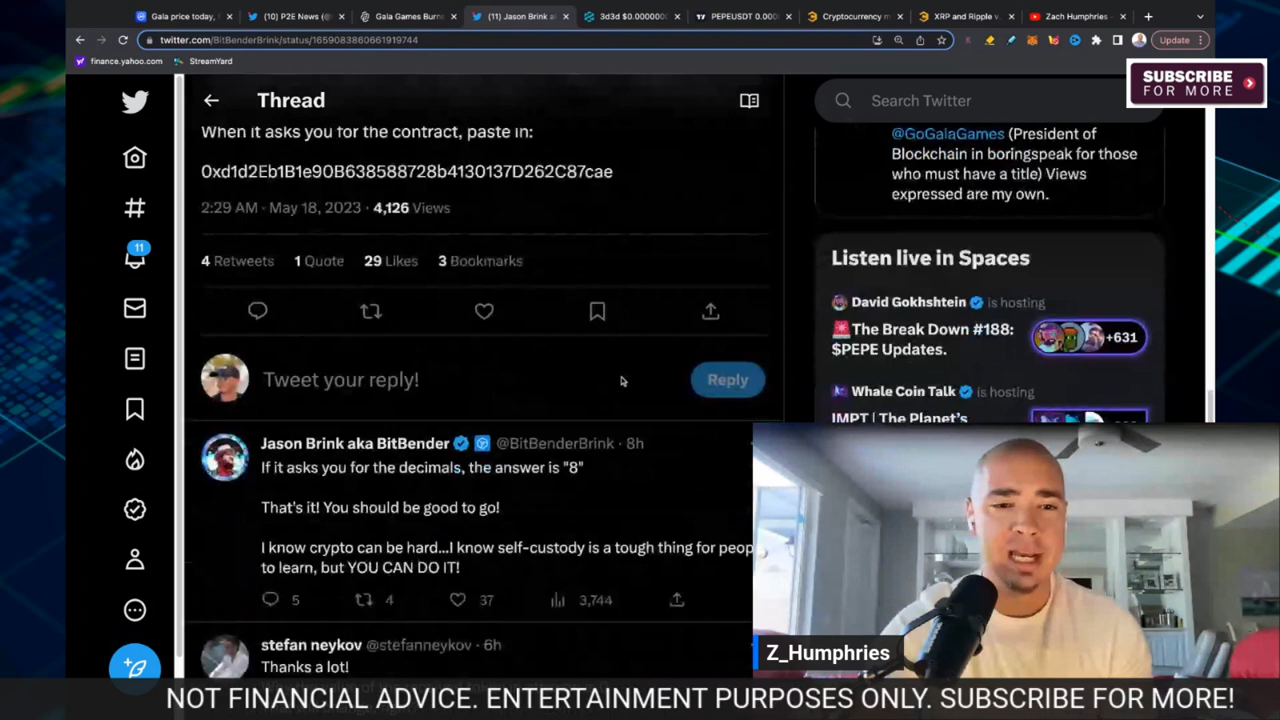 Gala price today,
(10) P2E News (@
Gala Games Burne
(11) Jason Brink a
3d3d $0.0000000
PEPEUSDT 0.000
Cryptocurrency m
XRP and Ripple v
Zach Humphries -
twitter.com/BitBenderBrink/status/1659083860661919744
Update
finance.yahoo.com
StreamYard
SUBSCRIBE
FOR MORE
Thread
Search Twitter
When it asks you for the contract, paste in:
0xd1d2Eb1B1e90B638588728b4130137D262C87cae
2:29 AM · May 18, 2023 · 4,126 Views
4 Retweets 1 Quote 29 Likes 3 Bookmarks
11
Tweet your reply!
Reply
Jason Brink aka BitBender @BitBenderBrink · 8h
If it asks you for the decimals, the answer is "8"
That's it! You should be good to go!
I know crypto can be hard...I know self-custody is a tough thing for peop
to learn, but YOU CAN DO IT!
5 4 37 3,744
stefan neykov @stefanneykov · 6h
Thanks a lot!
@GoGalaGames (President of
Blockchain in boringspeak for those
who must have a title) Views
expressed are my own.
Listen live in Spaces
David Gokhshtein is hosting
The Break Down #188:
$PEPE Updates.
+631
Whale Coin Talk is hosting
IMPT | The Planet's
Z_Humphries
NOT FINANCIAL ADVICE. ENTERTAINMENT PURPOSES ONLY. SUBSCRIBE FOR MORE!